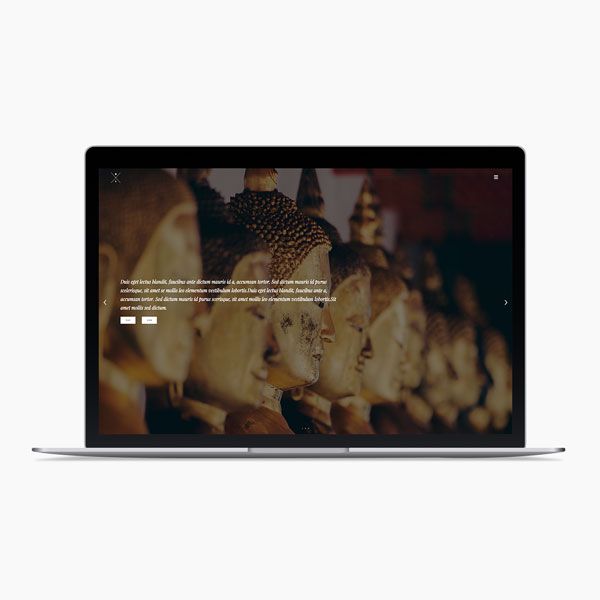 Duis eget lectus blandit, faucibus ante dictum mauris id a, accumsan tortor. Sed dictum mauris id purus
scelerisque, sit amet se mollis leo elementum vestibulum lobortis.Duis eget lectus blandit, faucibus ante a,
accumsan tortor. Sed dictum mauris id purus scerisque, sit amet mollis leo elementum vestibulum lobortis.Sit
amet mollis sed dictum.